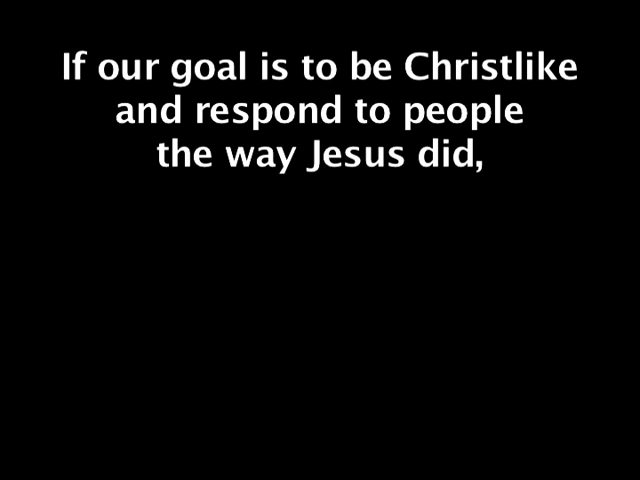 If our goal is to be Christlike
and respond to people
the way Jesus did,